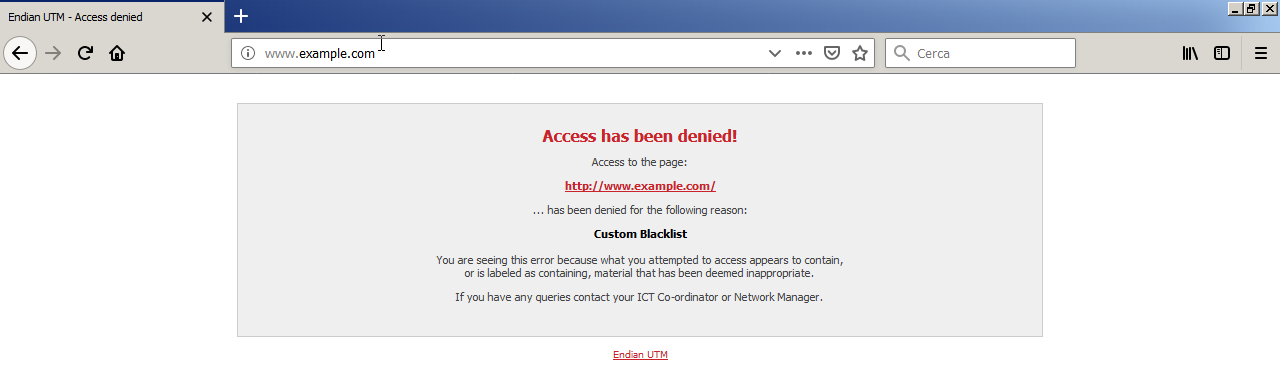 Endian UTM - Access denied
www.example.com
Cerca
Access has been denied!
Access to the page:
http://www.example.com/
... has been denied for the following reason:
Custom Blacklist
You are seeing this error because what you attempted to access appears to contain,
or is labeled as containing, material that has been deemed inappropriate.
If you have any queries contact your ICT Co-ordinator or Network Manager.
Endian UTM